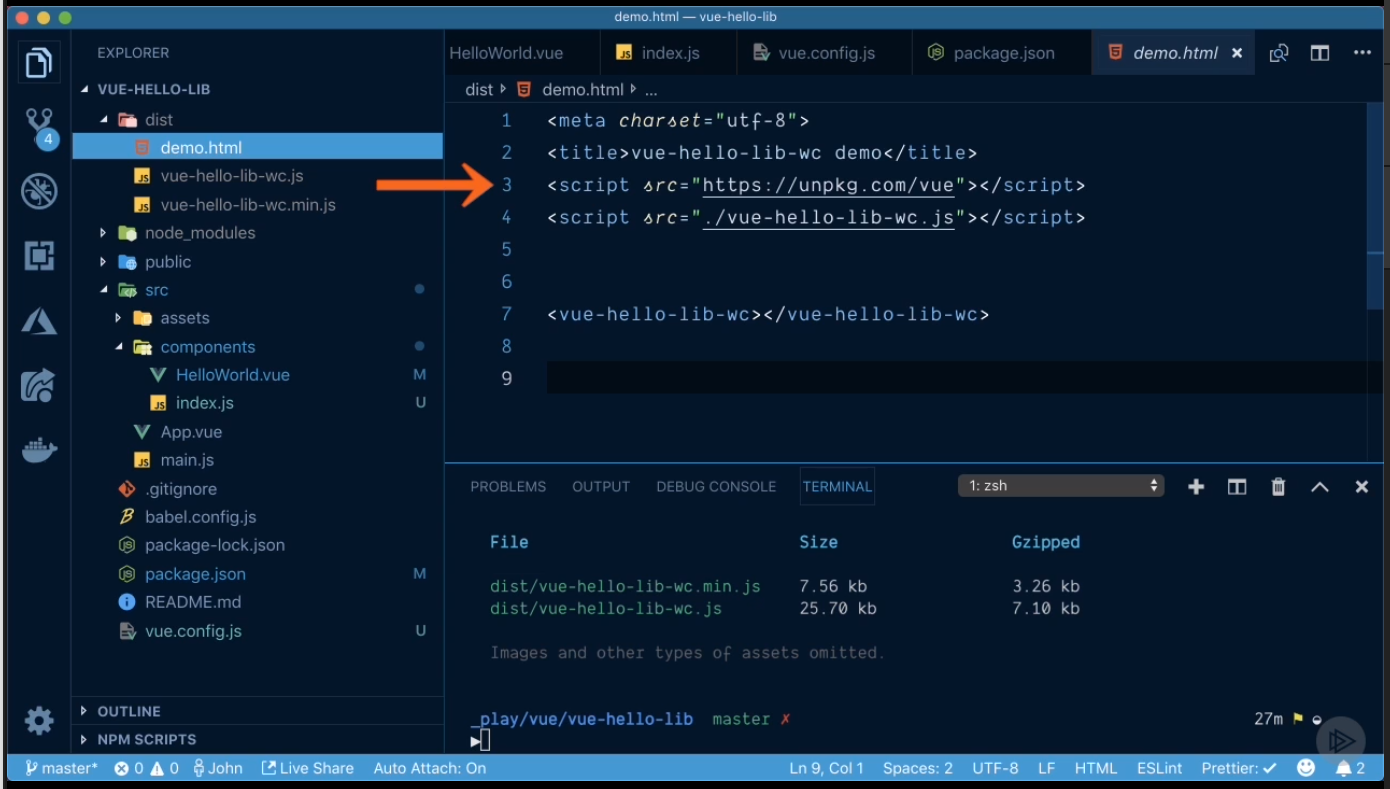 demo.html — vue-hello-lib
EXPLORER
VUE-HELLO-LIB
dist
demo.html
vue-hello-lib-wc.js
vue-hello-lib-wc.min.js
node_modules
public
src
assets
components
HelloWorld.vue M
index.js U
App.vue
main.js
.gitignore
babel.config.js
package-lock.json
package.json M
README.md
vue.config.js U
OUTLINE
NPM SCRIPTS
4
HelloWorld.vue index.js vue.config.js package.json demo.html
dist demo.html ...
1 <meta charset="utf-8">
2 <title>vue-hello-lib-wc demo</title>
3 <script src="https://unpkg.com/vue"></script>
4 <script src="./vue-hello-lib-wc.js"></script>
5
6
7 <vue-hello-lib-wc></vue-hello-lib-wc>
8
9
PROBLEMS OUTPUT DEBUG CONSOLE TERMINAL 1: zsh
File Size Gzipped
dist/vue-hello-lib-wc.min.js 7.56 kb 3.26 kb
dist/vue-hello-lib-wc.js 25.70 kb 7.10 kb
Images and other types of assets omitted.
_play/vue/vue-hello-lib master ✗ 27m
master* 0 0 John Live Share Auto Attach: On Ln 9, Col 1 Spaces: 2 UTF-8 LF HTML ESLint Prettier: ✓ 2